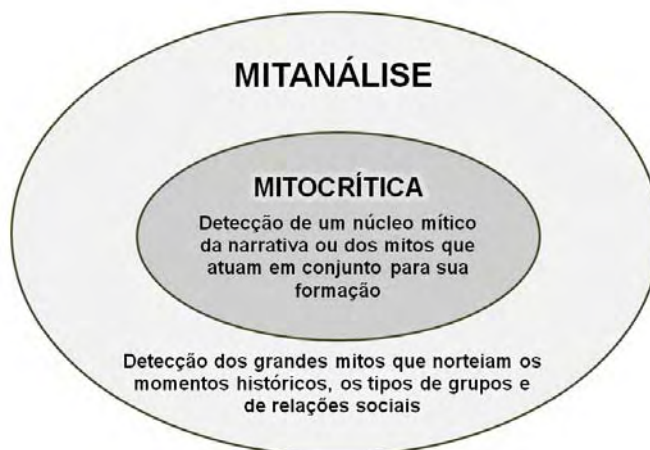 MITANÁLISE
MITOCRÍTICA
Detecção de um núcleo mítico
da narrativa ou dos mitos que
atuam em conjunto para sua
formação
Detecção dos grandes mitos que norteiam os
momentos históricos, os tipos de grupos e
de relações sociais